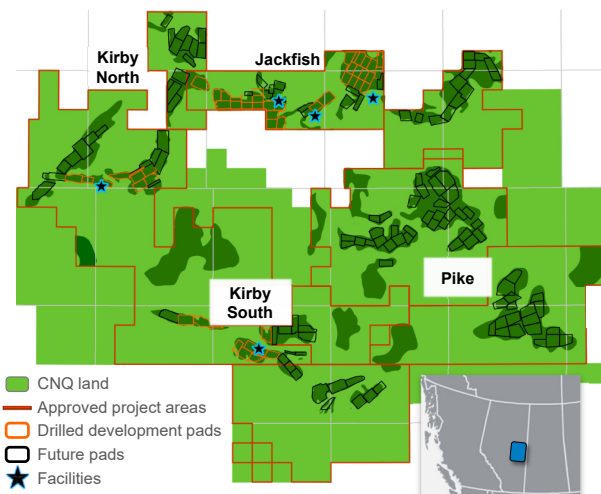 Kirby
North
Jackfish
Pike
Kirby
South
CNQ land
Approved project areas
Drilled development pads
Future pads
Facilities